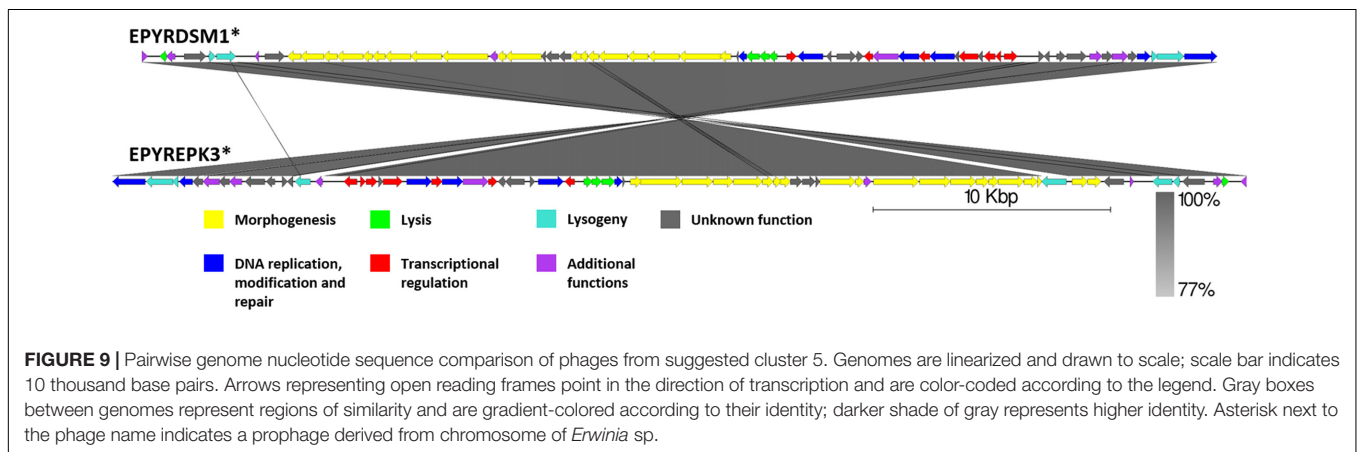 EPYRDSM1*
EPYREPK3*
10 Kbp
100%
77%
Morphogenesis
Lysis
Lysogeny
Unknown function
DNA replication,
modification and
repair
Transcriptional
regulation
Additional
functions
FIGURE 9 | Pairwise genome nucleotide sequence comparison of phages from suggested cluster 5. Genomes are linearized and drawn to scale; scale bar indicates
10 thousand base pairs. Arrows representing open reading frames point in the direction of transcription and are color-coded according to the legend. Gray boxes
between genomes represent regions of similarity and are gradient-colored according to their identity; darker shade of gray represents higher identity. Asterisk next to
the phage name indicates a prophage derived from chromosome of Erwinia sp.